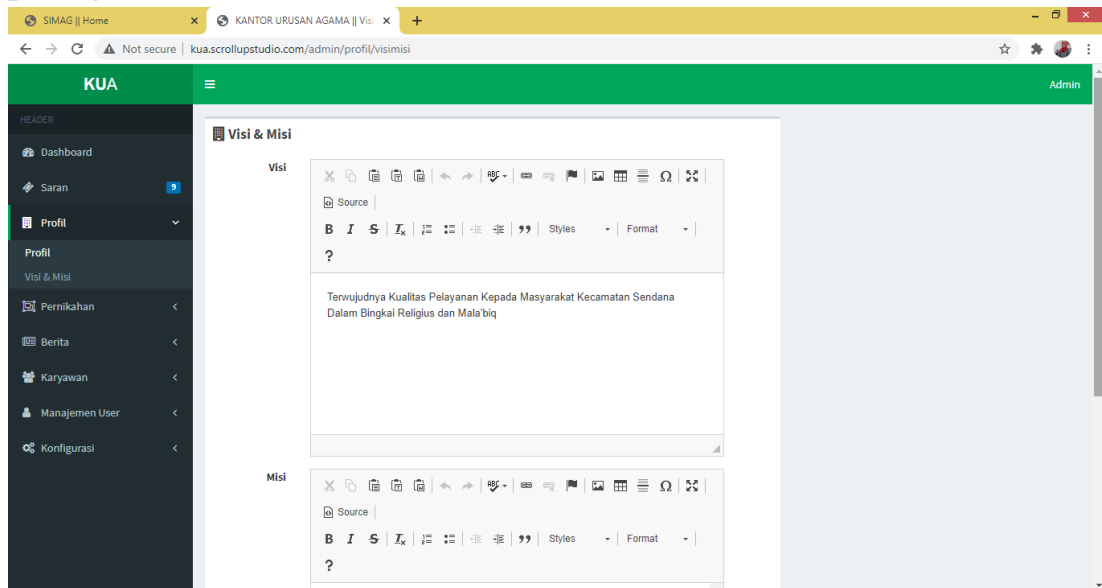 SIMAG || Home
KANTOR URUSAN AGAMA || Visi
Not secure | kua.scrollupstudio.com/admin/profil/visimisi
KUA
Admin
HEADER
Dashboard
Saran 9
Profil
Profil
Visi & Misi
Pernikahan
Berita
Karyawan
Manajemen User
Konfigurasi
Visi & Misi
Visi
Source
B I S Ix Styles Format
?
Terwujudnya Kualitas Pelayanan Kepada Masyarakat Kecamatan Sendana
Dalam Bingkai Religius dan Mala'biq
Misi
Source
B I S Ix Styles Format
?